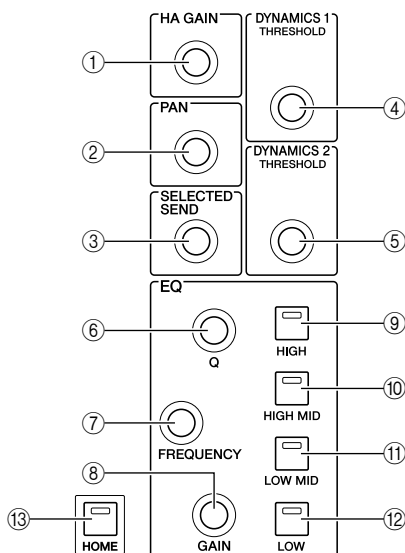 HA GAIN
①
DYNAMICS 1
THRESHOLD
④
PAN
②
DYNAMICS 2
THRESHOLD
⑤
SELECTED
SEND
③
EQ
⑥
Q
⑨
HIGH
⑩
HIGH MID
⑦
FREQUENCY
⑪
LOW MID
⑧
GAIN
⑫
LOW
⑬
HOME